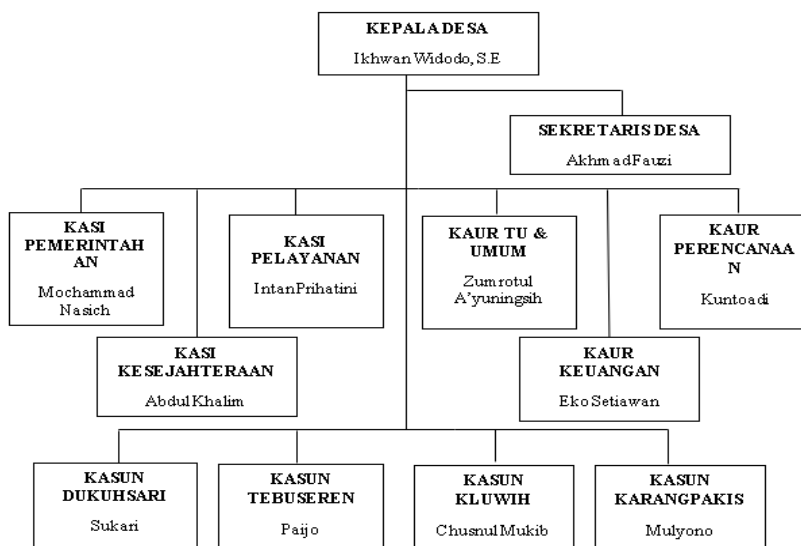 KEPALA DESA
Ikhwan Widodo, S.E
SEKRETARIS DESA
Akhmad Fauzi
KASI
PEMERINTAH
AN
Mochammad
Nasich
KASI
PELAYANAN
Intan Prihatini
KAUR TU &
UMUM
Zumrotul
A'yuningsih
KAUR
PERENCANAA
N
Kuntoadi
KASI
KESEJAHTERAAN
Abdul Khalim
KAUR
KEUANGAN
Eko Setiawan
KASUN
DUKUHSARI
Sukari
KASUN
TEBUSEREN
Paijo
KASUN
KLUWIH
Chusnul Mukib
KASUN
KARANGPAKIS
Mulyono